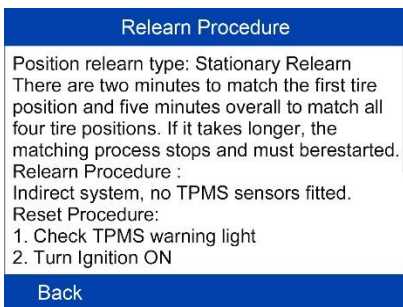 Relearn Procedure
Position relearn type: Stationary Relearn
There are two minutes to match the first tire
position and five minutes overall to match all
four tire positions. If it takes longer, the
matching process stops and must berestarted.
Relearn Procedure :
Indirect system, no TPMS sensors fitted.
Reset Procedure:
1. Check TPMS warning light
2. Turn Ignition ON
Back